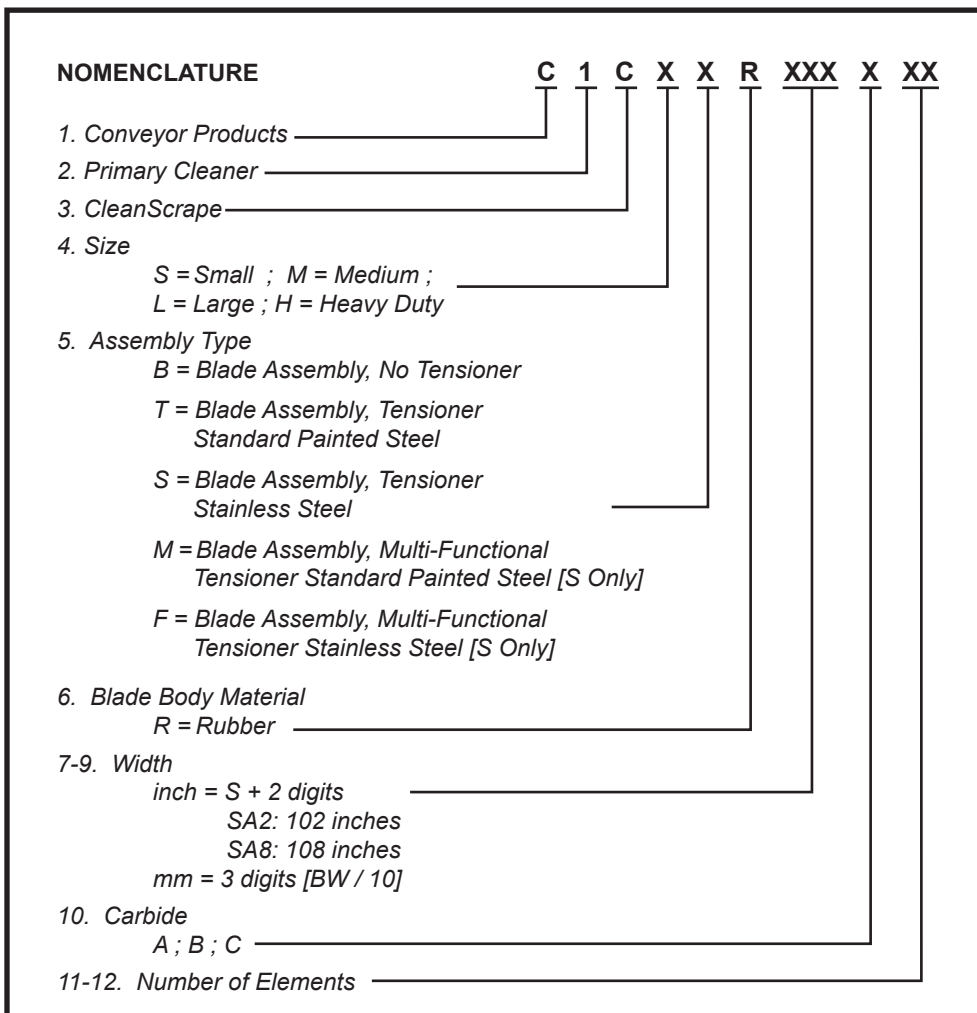 NOMENCLATURE C 1 C X X R XXX X XX
1. Conveyor Products
2. Primary Cleaner
3. CleanScrape
4. Size
S = Small ; M = Medium ;
L = Large ; H = Heavy Duty
5. Assembly Type
B = Blade Assembly, No Tensioner
T = Blade Assembly, Tensioner
Standard Painted Steel
S = Blade Assembly, Tensioner
Stainless Steel
M = Blade Assembly, Multi-Functional
Tensioner Standard Painted Steel [S Only]
F = Blade Assembly, Multi-Functional
Tensioner Stainless Steel [S Only]
6. Blade Body Material
R = Rubber
7-9. Width
inch = S + 2 digits
SA2: 102 inches
SA8: 108 inches
mm = 3 digits [BW / 10]
10. Carbide
A ; B ; C
11-12. Number of Elements